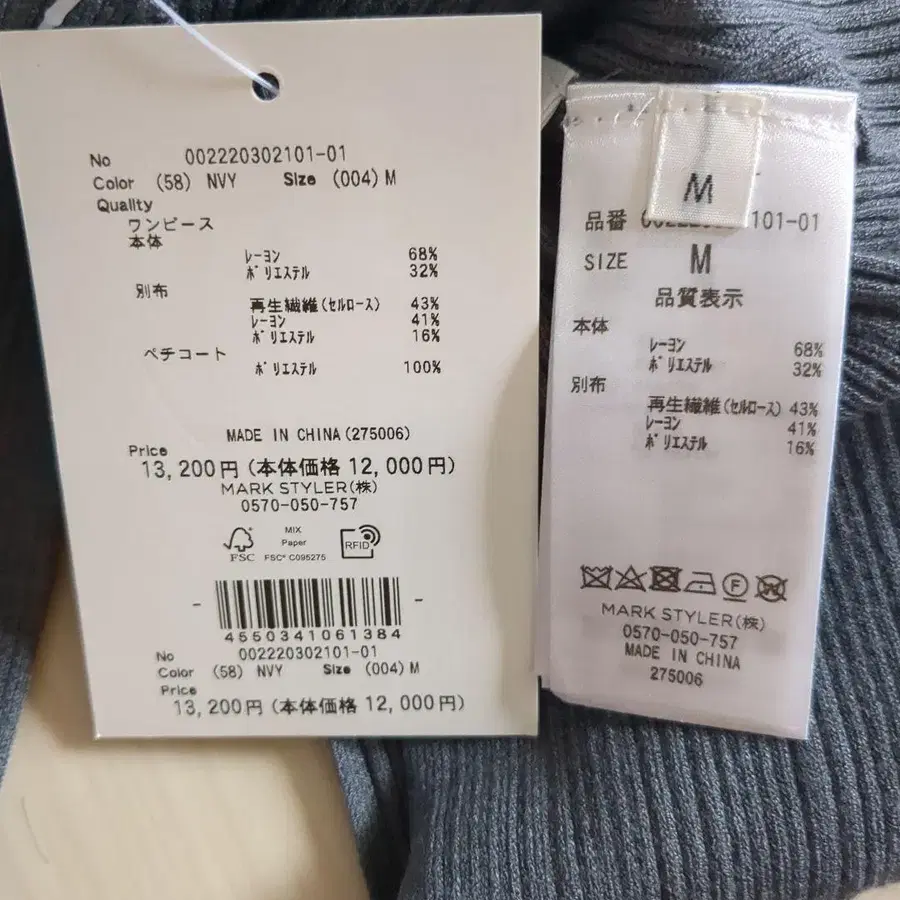 No 002220302101-01
Color (58) NVY Size (004) M
Quality
ワンピース
本体
レーヨン 68%
ポリエステル 32%
別布
再生繊維(セルロース) 43%
レーヨン 41%
ポリエステル 16%
ペチコート
ポリエステル 100%
MADE IN CHINA(275006)
Price
13,200円(本体価格 12,000円)
MARK STYLER(株)
0570-050-757
FSC
MIX
Paper
FSC® C095275
RFID
4550341061384
No 002220302101-01
Color (58) NVY Size (004) M
Price
13,200円(本体価格 12,000円)
M
品番 101-01
SIZE M
品質表示
本体
レーヨン 68%
ポリエステル 32%
別布
再生繊維(セルロース) 43%
レーヨン 41%
ポリエステル 16%
F
W
MARK STYLER(株)
0570-050-757
MADE IN CHINA
275006